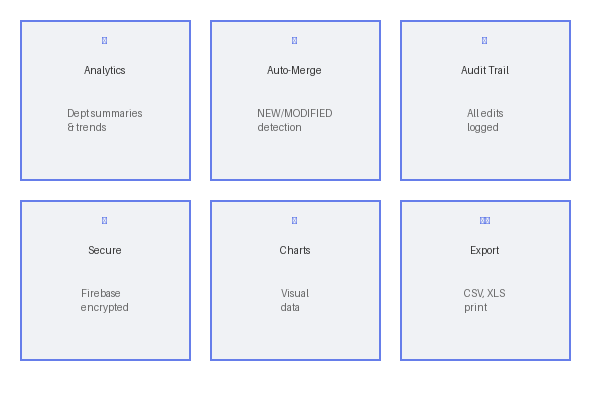 Analytics
Dept summaries
& trends
Auto-Merge
NEW/MODIFIED
detection
Audit Trail
All edits
logged
Secure
Firebase
encrypted
Charts
Visual
data
Export
CSV, XLS
print